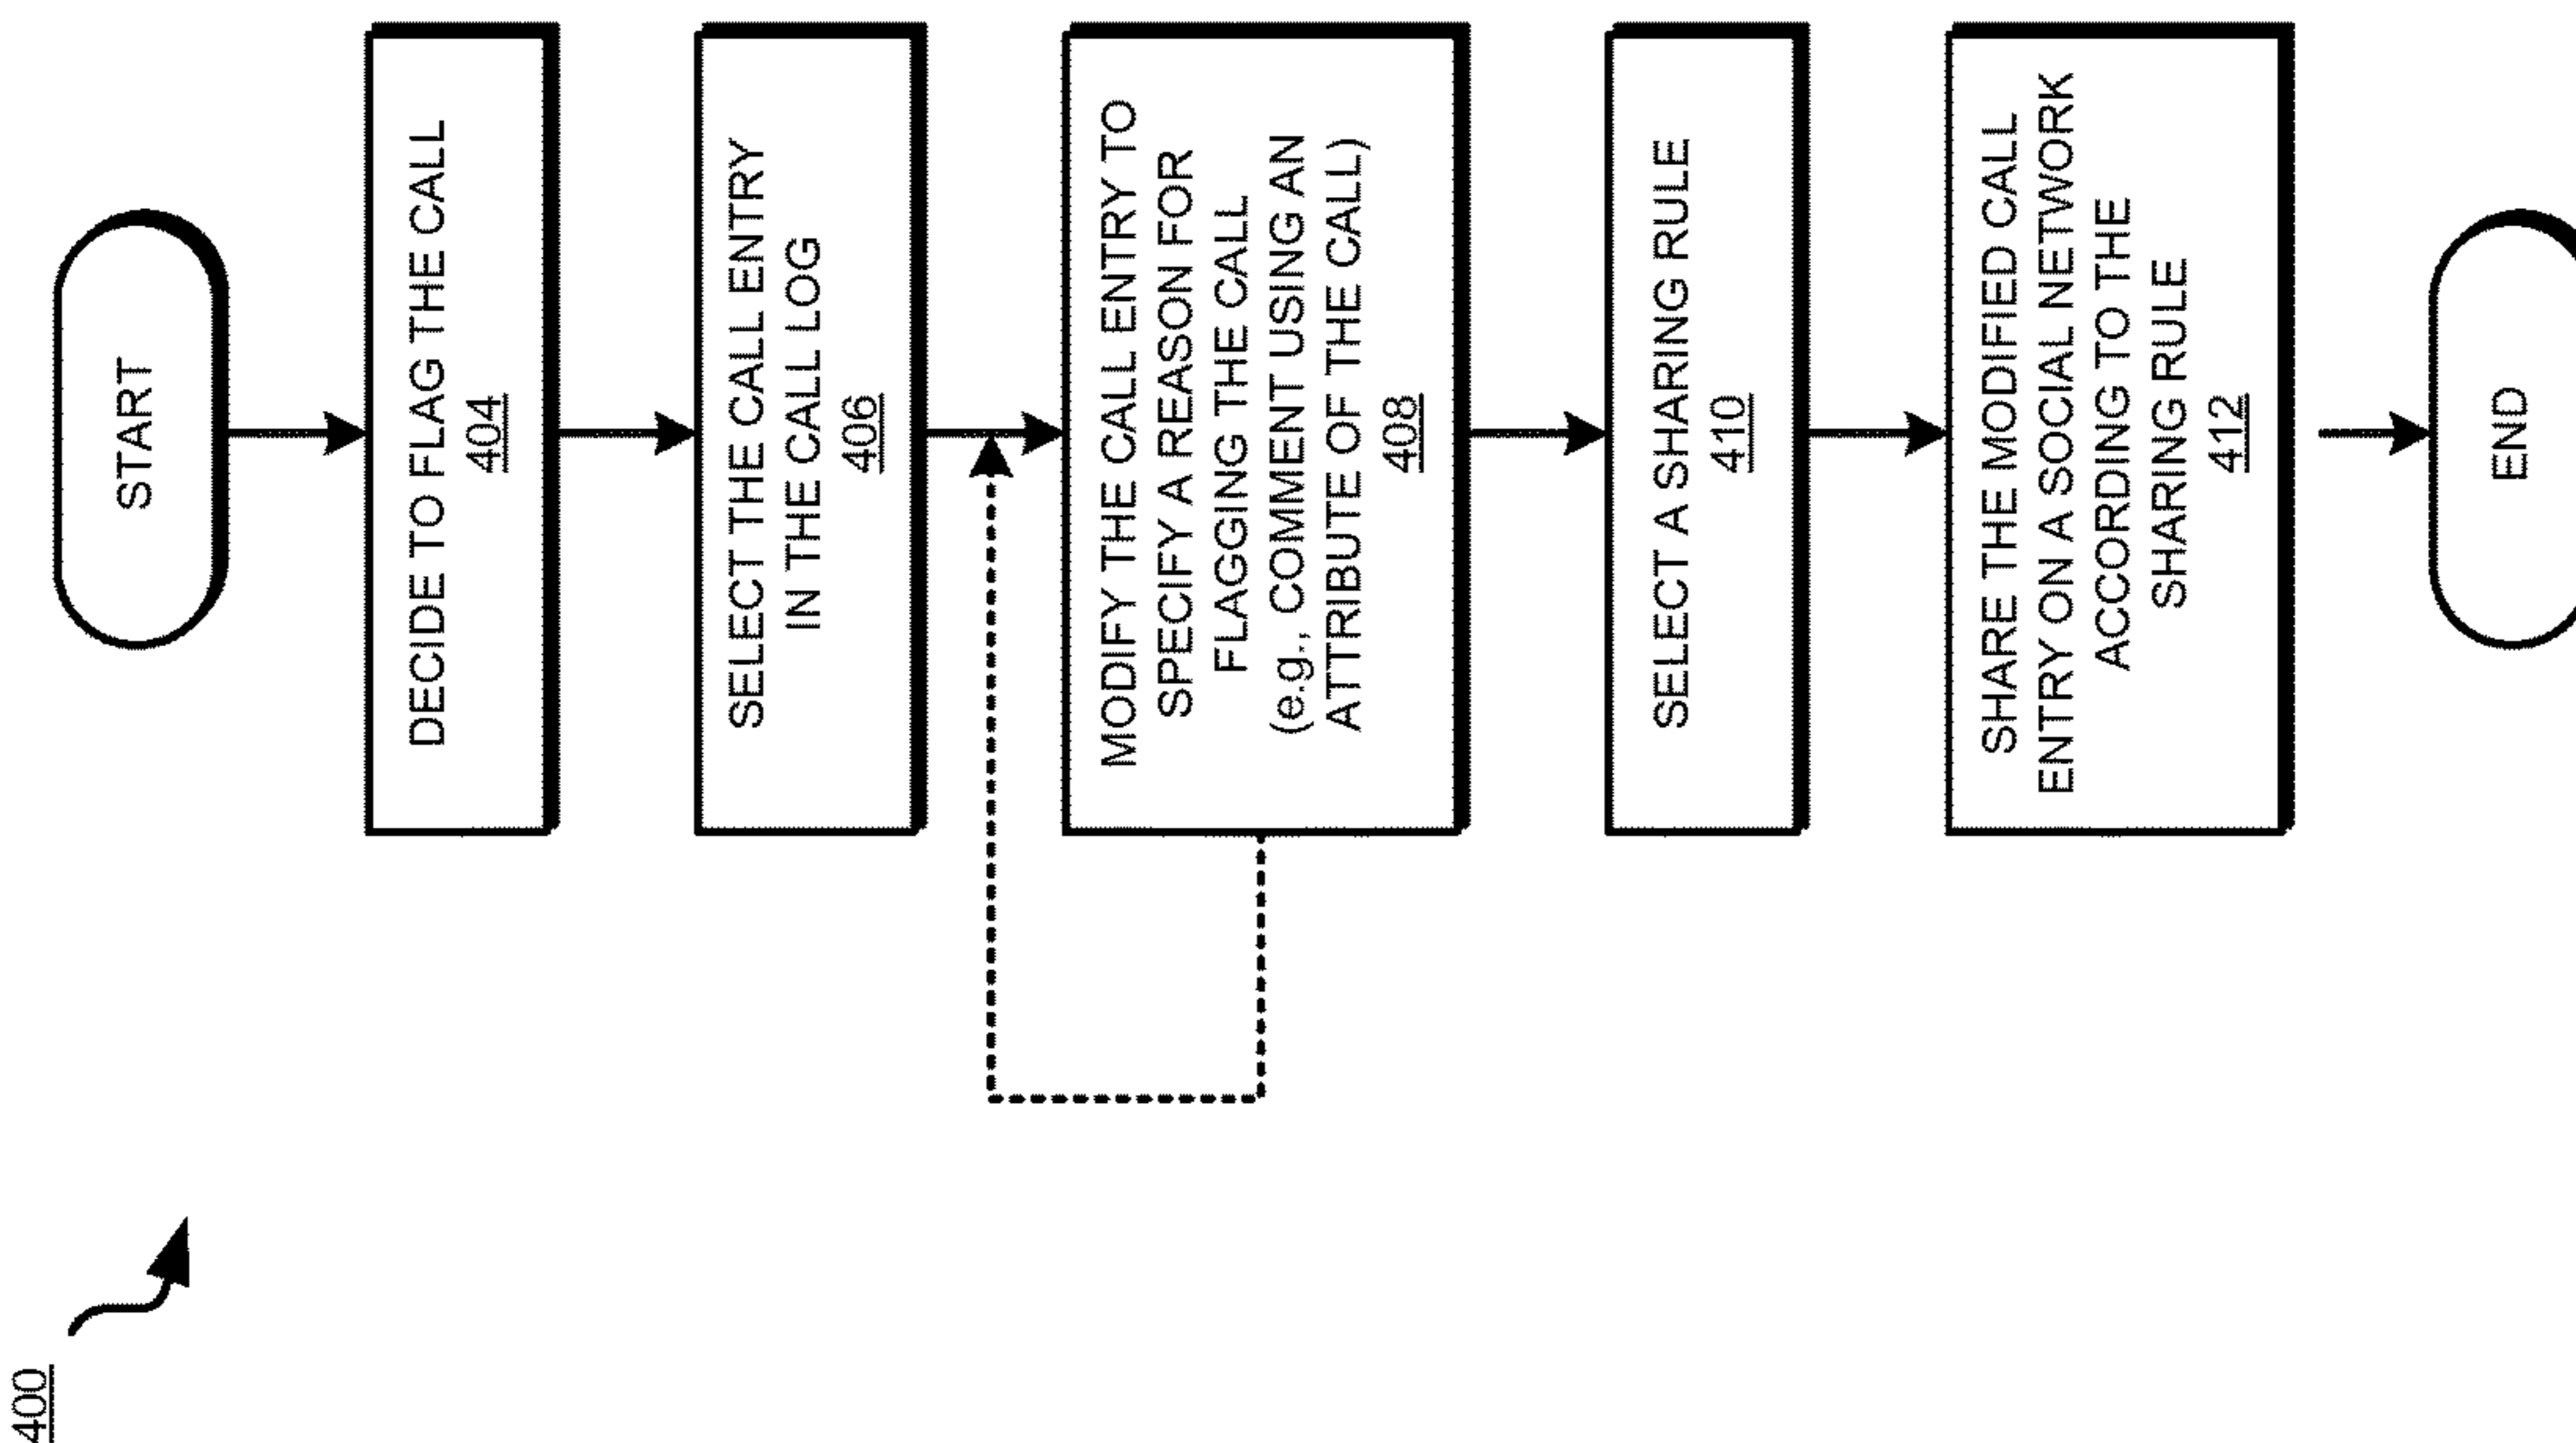 400
START
DECIDE TO FLAG THE CALL
404
SELECT THE CALL ENTRY
IN THE CALL LOG
406
MODIFY THE CALL ENTRY TO
SPECIFY A REASON FOR
FLAGGING THE CALL
(e.g., COMMENT USING AN
ATTRIBUTE OF THE CALL)
408
SELECT A SHARING RULE
410
SHARE THE MODIFIED CALL
ENTRY ON A SOCIAL NETWORK
ACCORDING TO THE
SHARING RULE
412
END